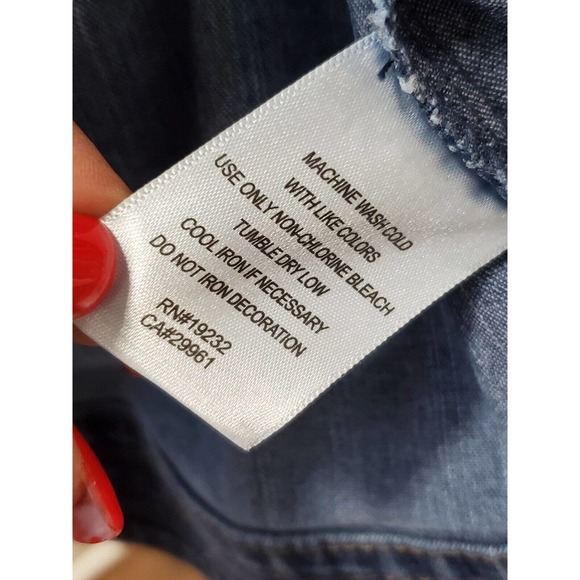 MACHINE WASH COLD
WITH LIKE COLORS
USE ONLY NON-CHLORINE BLEACH
TUMBLE DRY LOW
COOL IRON IF NECESSARY
DO NOT IRON DECORATION
RN#19232
CA#29961